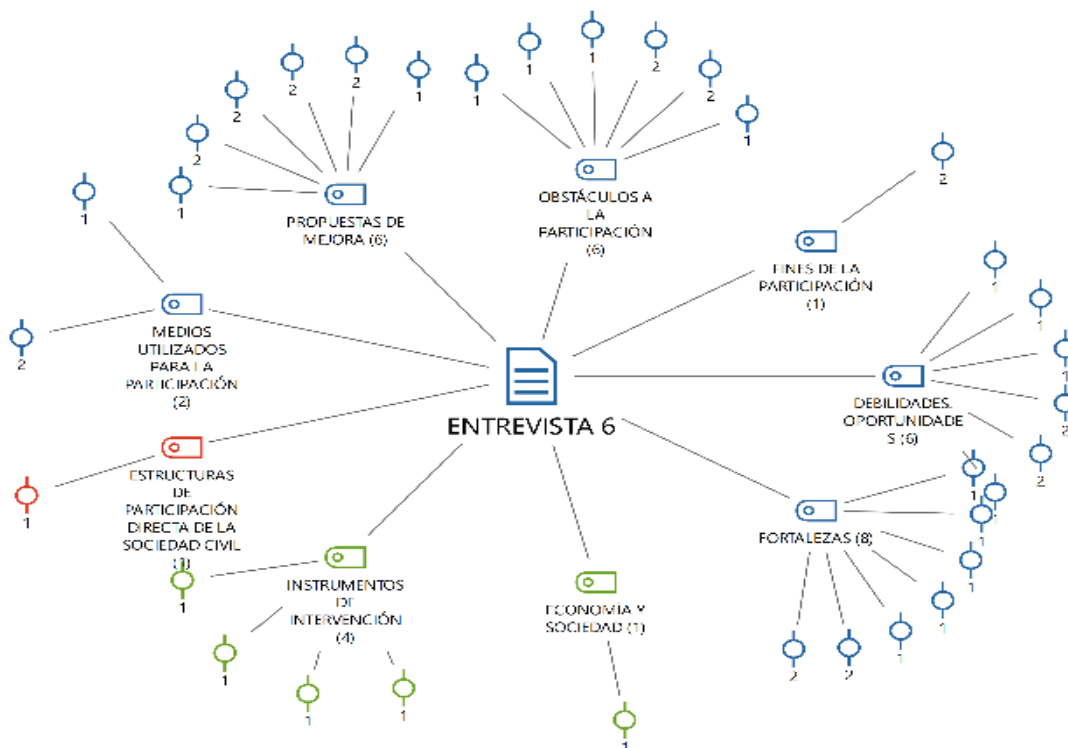 1
2
2
2
2
1
PROPUESTAS DE
MEJORA (6)
1
1
1
2
2
1
OBSTÁCULOS A
LA
PARTICIPACIÓN
(6)
2
FINES DE LA
PARTICIPACIÓN
(1)
1
2
MEDIOS
UTILIZADOS
PARA LA
PARTICIPACIÓN
(2)
ENTREVISTA 6
1
1
1
2
2
DEBILIDADES,
OPORTUNIDADE
S (6)
1
ESTRUCTURAS
DE
PARTICIPACIÓN
DIRECTA DE LA
SOCIEDAD CIVIL
1
1
1
1
INSTRUMENTOS
DE
INTERVENCIÓN
(4)
ECONOMÍA Y
SOCIEDAD (1)
1
FORTALEZAS (8)
1
1
1
1
1
1
2
2